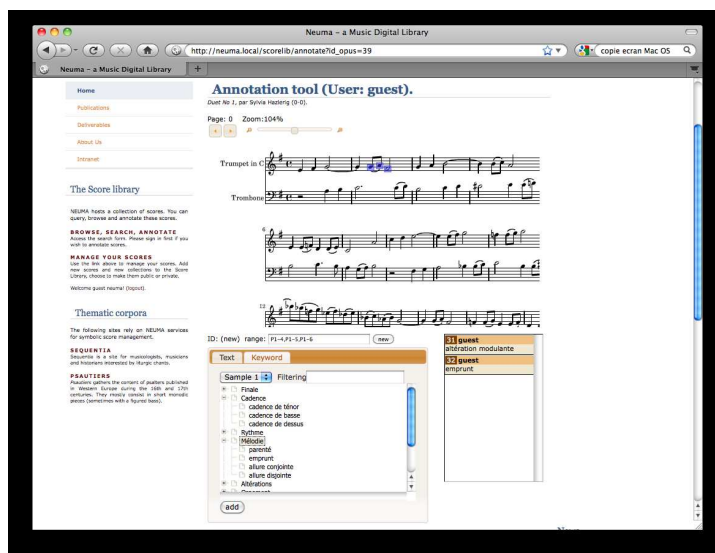 Neuma – a Music Digital Library
http://neuma.local/scorelib/annotate?id_opus=39
copie ecran Mac OS
Neuma – a Music Digital Library
+
Home
Publications
Deliverables
About Us
Intranet
The Score library
NEUMA hosts a collection of scores. You can
query, browse and annotate these scores.
BROWSE, SEARCH, ANNOTATE
Access the search form. Please sign in first if you
wish to annotate scores.
MANAGE YOUR SCORES
Use the link above to manage your scores. Add
new scores and new collections to the Score
Library, choose to make them public or private.
Welcome guest neuma! (logout).
Thematic corpora
The following sites rely on NEUMA services
for symbolic score management.
SEQUENTIA
Sequentia is a site for musicologists, musicians
and historians interested by liturgic chants.
PSAUTIERS
Psautiers gathers the content of psalters published
in Western Europe during the 16th and 17th
centuries. They mostly consist in short monodic
pieces (sometimes with a figured bass).
Annotation tool (User: guest).
Duet No 1, par Sylvia Hazlerig (0-0).
Page: 0 Zoom:104%
Trumpet in C
Trombone
6
12
ID: (new) range: P1-4,P1-5,P1-6 (new)
Text Keyword
Sample 1 Filtering
Finale
Cadence
cadence de ténor
cadence de basse
cadence de dessus
Rythme
Mélodie
parenté
emprunt
allure conjointe
allure disjointe
Altérations
add
31 guest
altération modulante
32 guest
emprunt